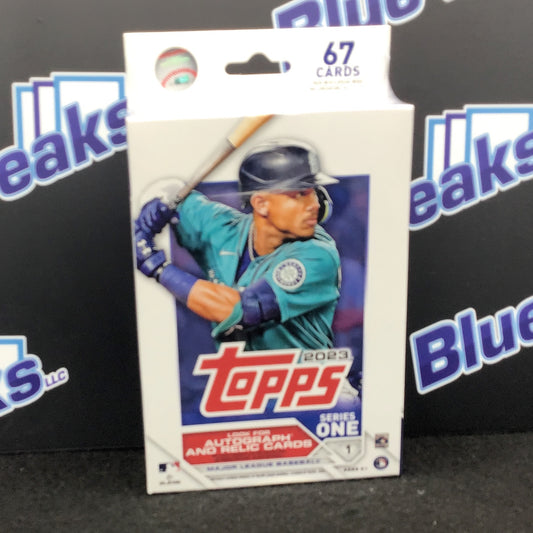 67
CARDS
Blue
eaks
LLC
eaks
Blue
2023
Topps
SERIES
ONE
1
LOOK FOR
AUTOGRAPH
AND RELIC CARDS
MAJOR LEAGUE BASEBALL